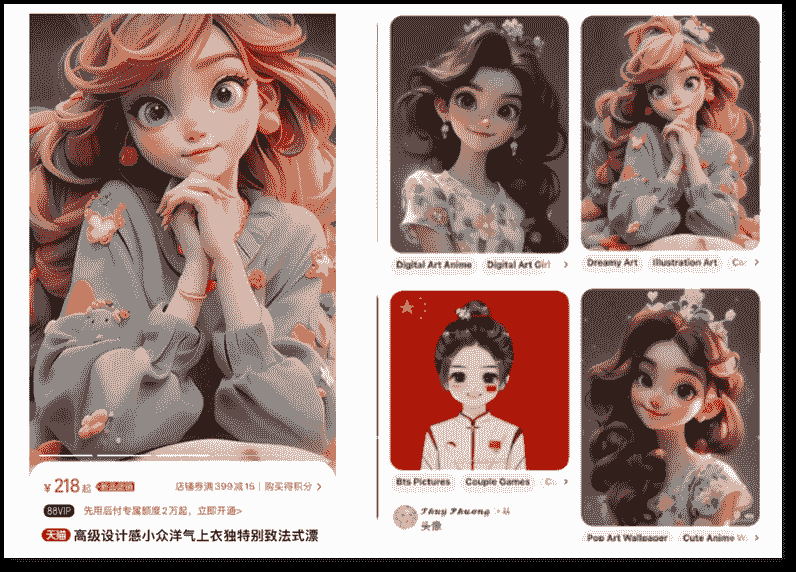 ¥218起
店铺券满399减15 | 购买得积分 >
88VIP 先用后付专属额度2万起，立即开通>
天猫 高级设计感小众洋气上衣独特别致法式漂
Digital Art Anime Digital Art Girl >
Dreamy Art Illustration Art >
Bts Pictures Couple Games >
Thuy Phuong
头像
Pop Art Wallpaper Cute Anime W >